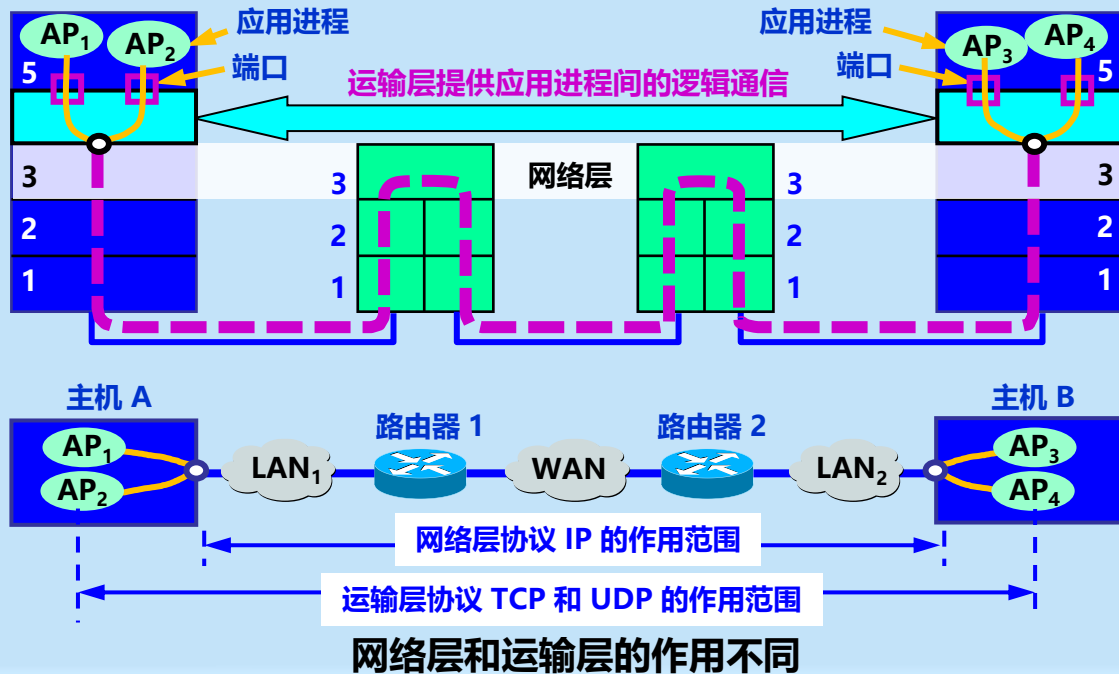 AP₁ AP₂ 应用进程
5 端口
应用进程 AP₃ AP₄
端口 5
运输层提供应用进程间的逻辑通信
3 3 网络层 3 3
2 2 2 2
1 1 1 1
主机 A
路由器 1
路由器 2
主机 B
AP₁
AP₂
LAN₁
WAN
LAN₂
AP₃
AP₄
网络层协议 IP 的作用范围
运输层协议 TCP 和 UDP 的作用范围
网络层和运输层的作用不同